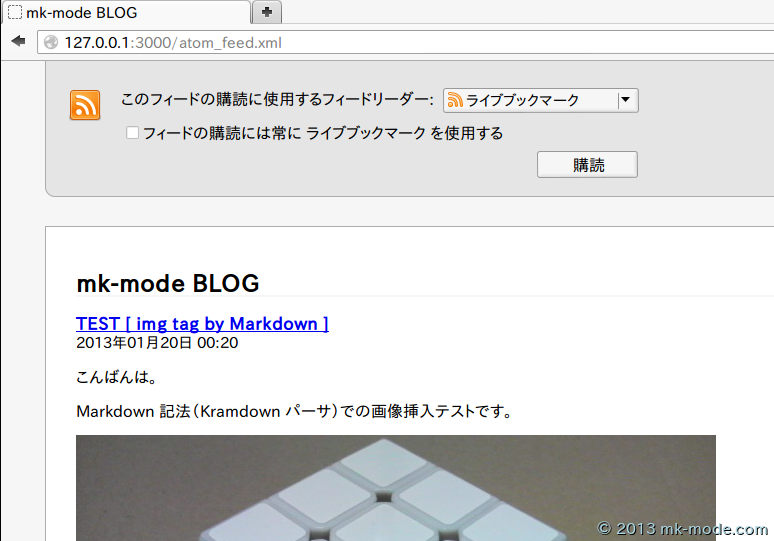 mk-mode BLOG
127.0.0.1:3000/atom_feed.xml
このフィードの購読に使用するフィードリーダー: ライブブックマーク
フィードの購読には常に ライブブックマーク を使用する
購読
mk-mode BLOG
TEST [ img tag by Markdown ]
2013年01月20日 00:20
こんばんは。
Markdown 記法（Kramdown パーサ）での画像挿入テストです。
© 2013 mk-mode.com